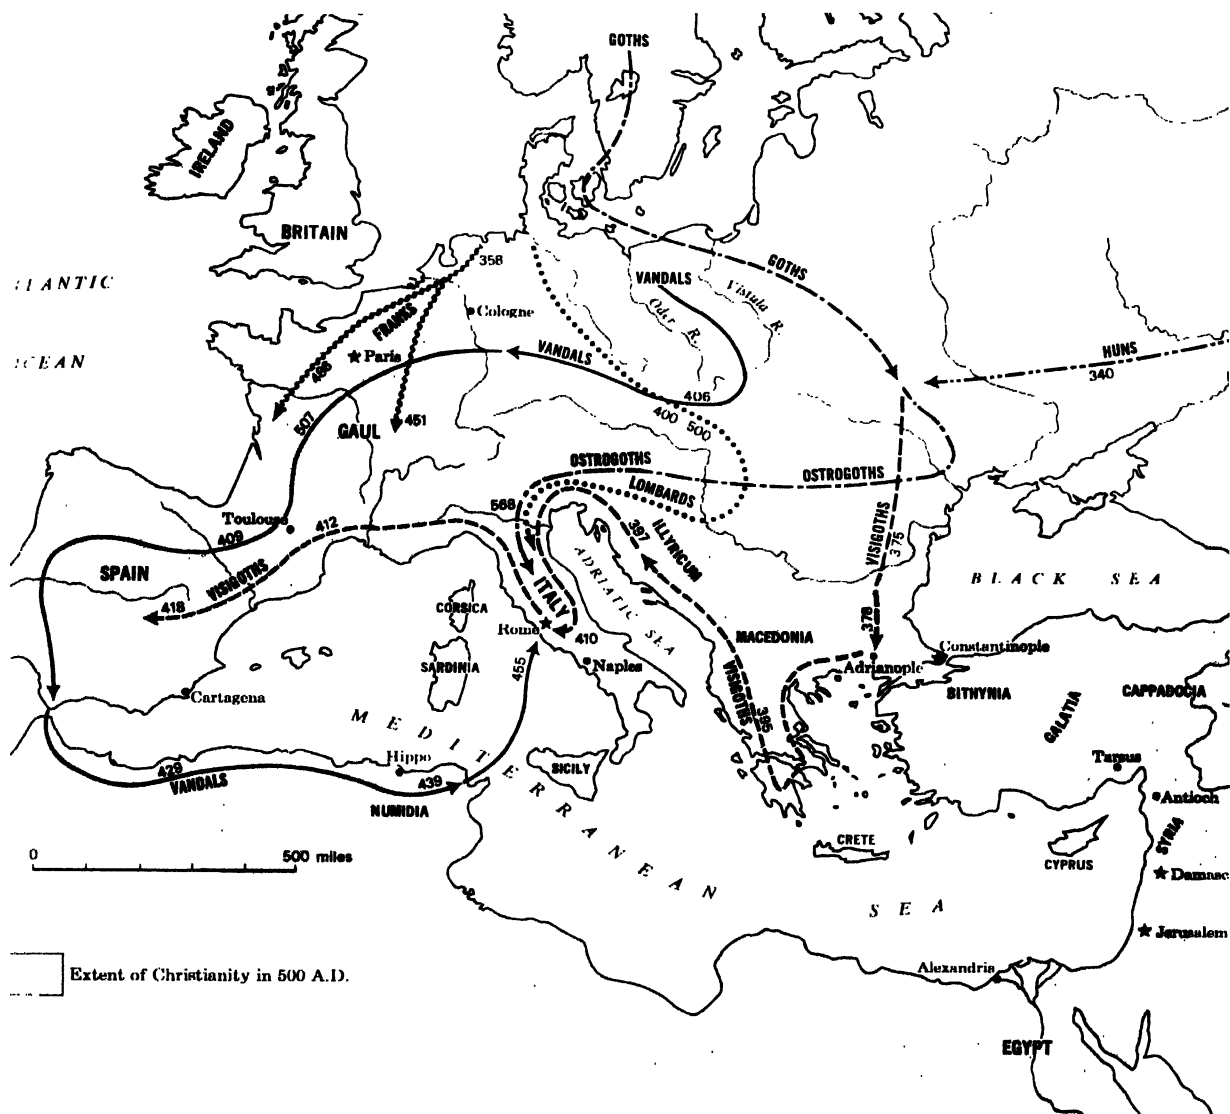 GOTHS
IRELAND
BRITAIN
358
GOTHS
VANDALS
Vistula R.
Oder R.
LANTIC
Cologne
FRANKS
HUNS
340
VANDALS
Paris
OCEAN
486
406
400
500
507
GAUL
451
OSTROGOTHS
OSTROGOTHS
LOMBARDS
568
Toulouse
412
397
ILLYRICUM
VISIGOTHS
375
409
SPAIN
VISIGOTHS
418
ITALY
ADRIATIC SEA
BLACK SEA
CORSICA
Rome
410
378
MACEDONIA
Constantinople
SARDINIA
455
Naples
VISIGOTHS
395
Adrianople
BITHYNIA
GALATIA
CAPPADOCIA
Cartagena
MEDITERRANEAN
SEA
Hippo
429
VANDALS
439
NUMIDIA
SICILY
Tarsus
Antioch
SYRIA
CRETE
CYPRUS
0
500 miles
Damasc
Jerusalem
Extent of Christianity in 500 A.D.
Alexandria
EGYPT